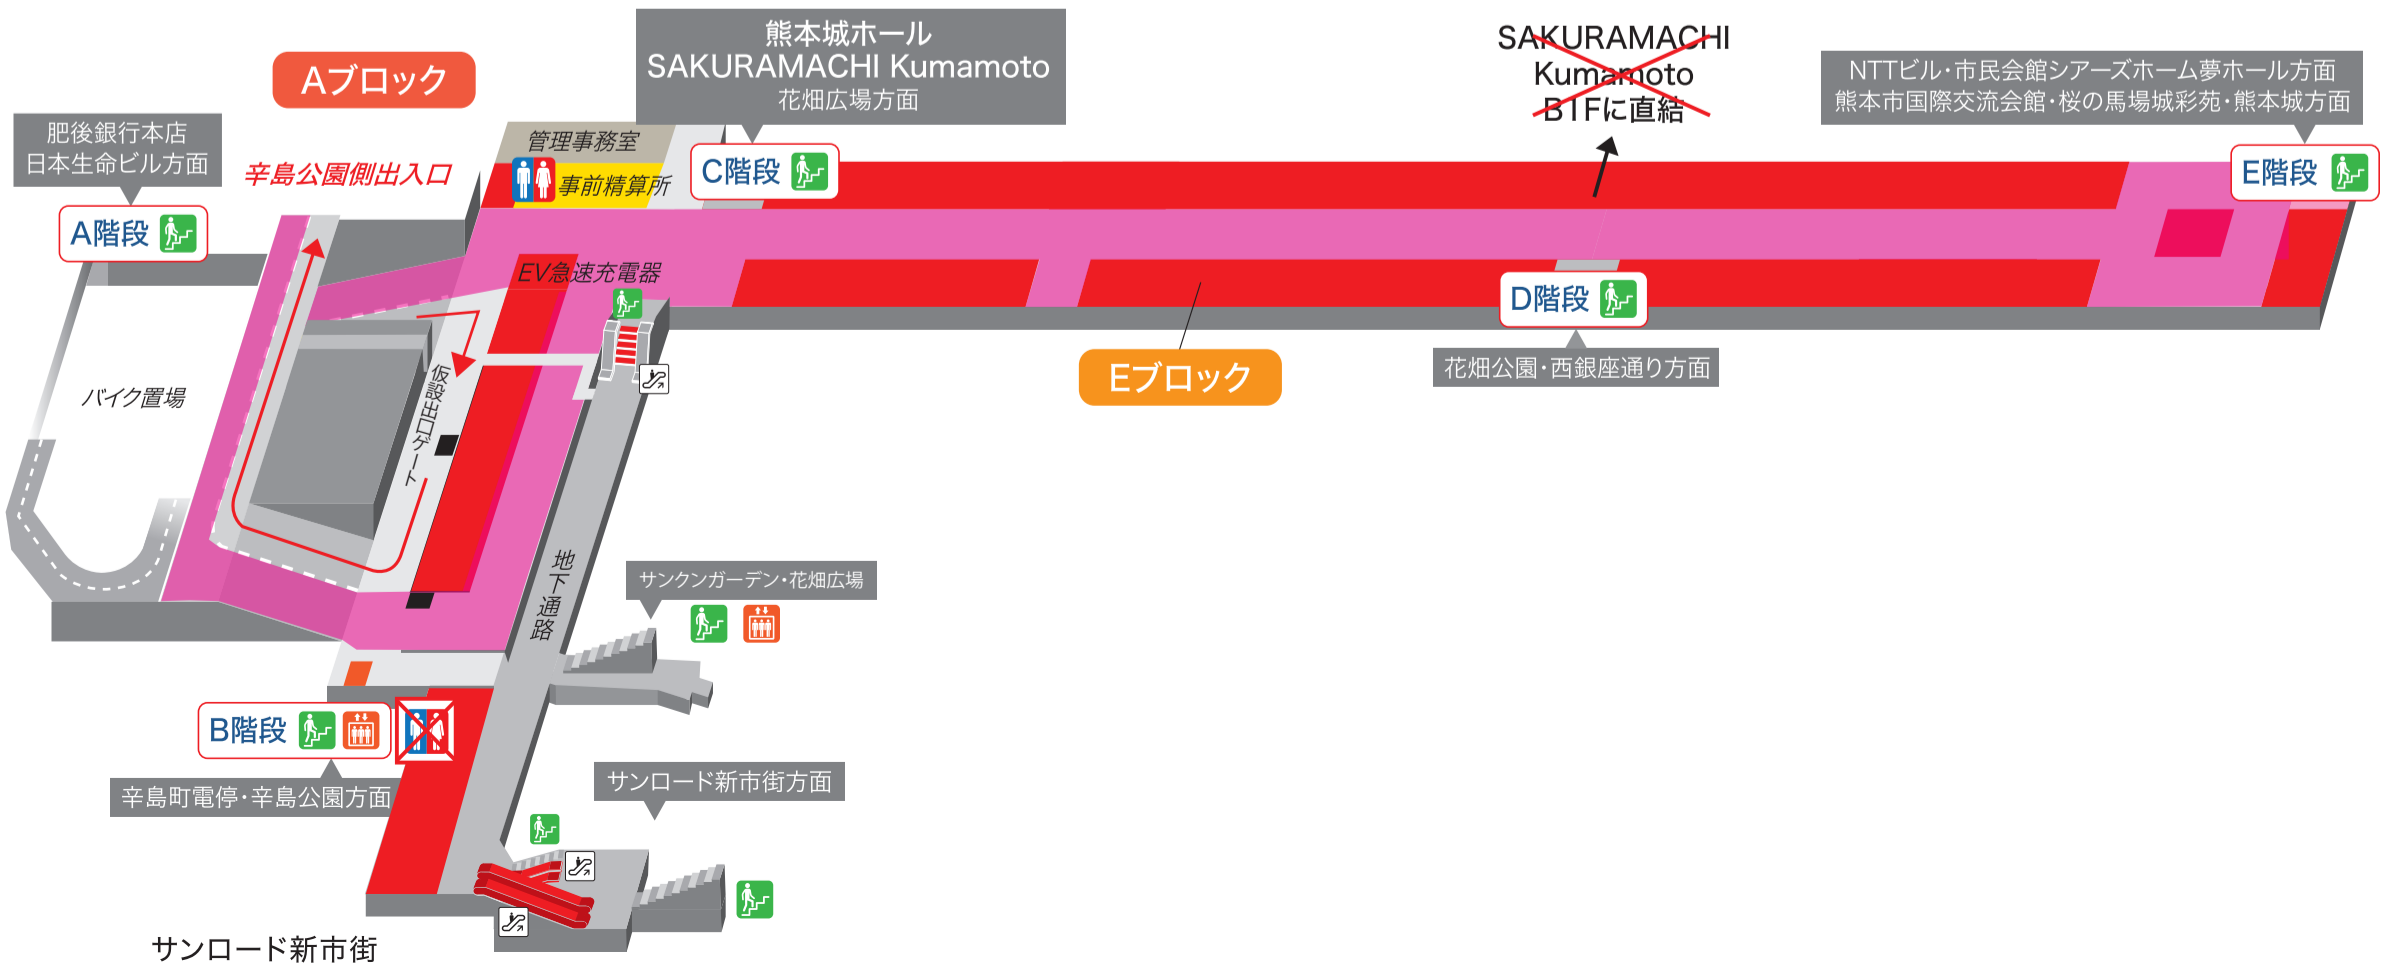 熊本城ホール
SAKURAMACHI Kumamoto
花畑広場方面
SAKURAMACHI
Kumamoto
BTFに直結
NTTビル・市民会館シアーズホーム夢ホール方面
熊本市国際交流会館・桜の馬場城彩苑・熊本城方面
Aブロック
肥後銀行本店
日本生命ビル方面
辛島公園側出入口
管理事務室
事前精算所
C階段
E階段
A階段
EV急速充電器
D階段
花畑公園・西銀座通り方面
Eブロック
バイク置場
仮設出口ゲート
地下通路
サンクンガーデン・花畑広場
B階段
辛島町電停・辛島公園方面
サンロード新市街方面
サンロード新市街